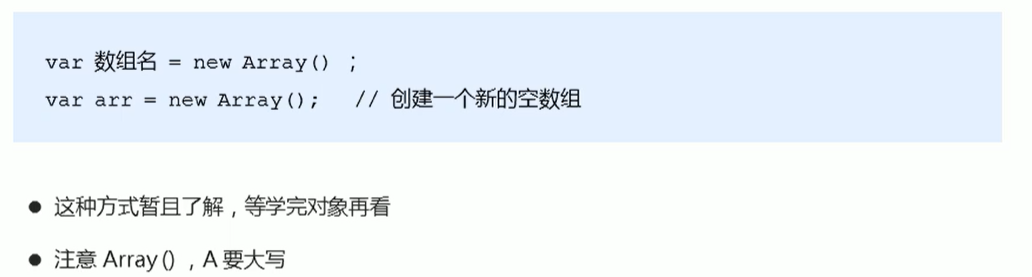 var 数组名 = new Array() ;
var arr = new Array(); // 创建一个新的空数组
● 这种方式暂且了解，等学完对象再看
● 注意 Array() ，A 要大写